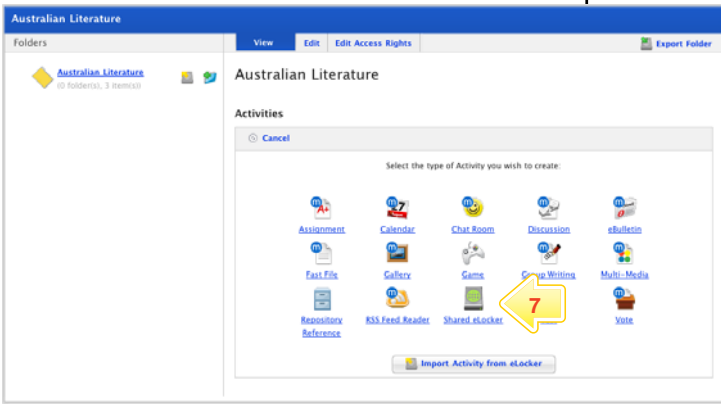 Australian Literature
Folders
View Edit Edit Access Rights Export Folder
Australian Literature
(0 folder(s), 3 item(s))
Australian Literature
Activities
Cancel
Select the type of Activity you wish to create:
Assignment Calendar Chat Room Discussion eBulletin
Fast File Gallery Game Group Writing Multi-Media
Repository Reference RSS Feed Reader Shared eLocker 7 Vote
Import Activity from eLocker